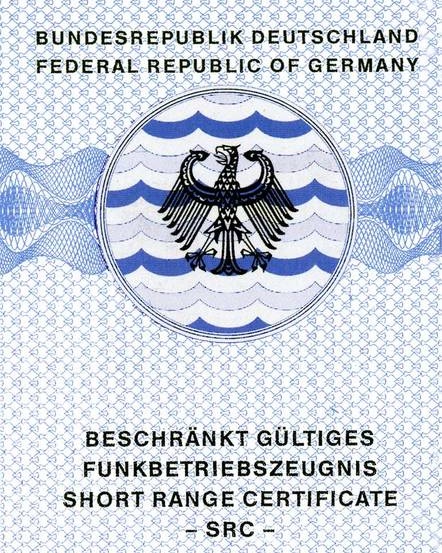 BUNDESREPUBLIK DEUTSCHLAND
FEDERAL REPUBLIC OF GERMANY
BESCHRÄNKT GÜLTIGES
FUNKBETRIEBSZEUGNIS
SHORT RANGE CERTIFICATE
– SRC –